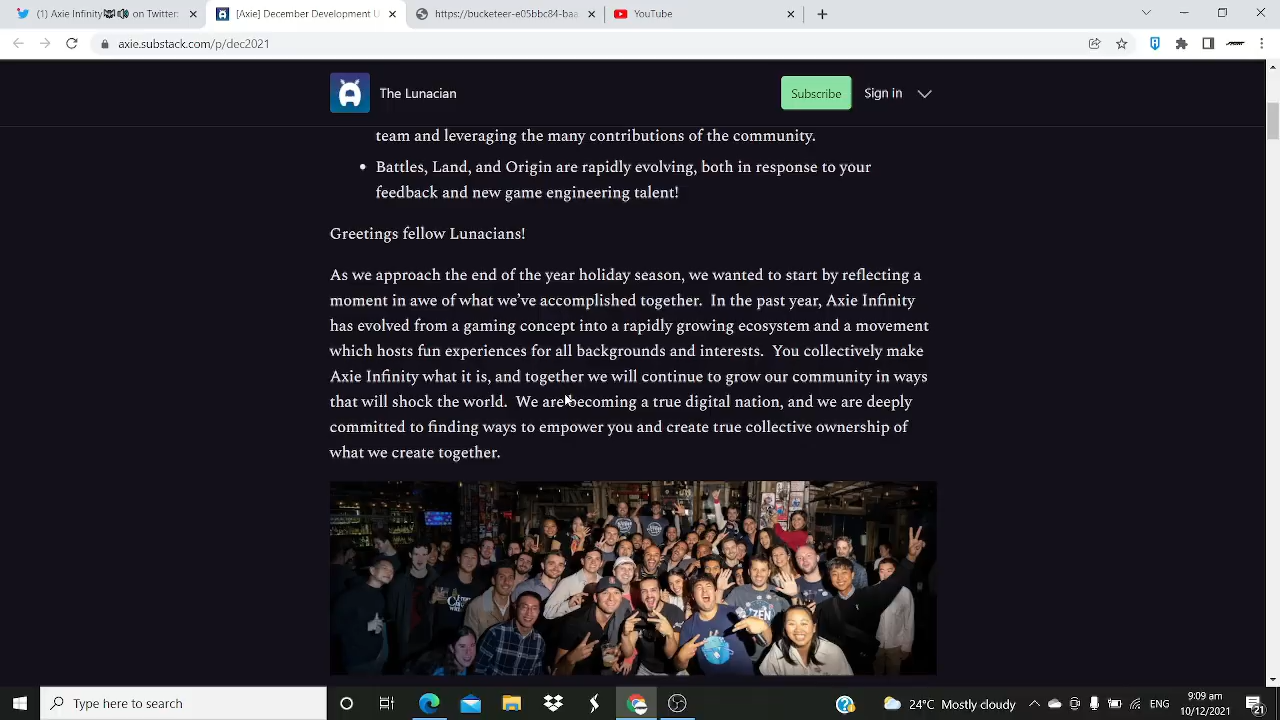 (1) Axie Infinity🦇🔊 on Twitter:
[Axie] December Development U
https://bucketeer-e05bbc84-baa
YouTube
axie.substack.com/p/dec2021
The Lunacian
Subscribe
Sign in
team and leveraging the many contributions of the community.
• Battles, Land, and Origin are rapidly evolving, both in response to your
feedback and new game engineering talent!
Greetings fellow Lunacians!
As we approach the end of the year holiday season, we wanted to start by reflecting a
moment in awe of what we've accomplished together. In the past year, Axie Infinity
has evolved from a gaming concept into a rapidly growing ecosystem and a movement
which hosts fun experiences for all backgrounds and interests. You collectively make
Axie Infinity what it is, and together we will continue to grow our community in ways
that will shock the world. We are becoming a true digital nation, and we are deeply
committed to finding ways to empower you and create true collective ownership of
what we create together.
ZEN
Type here to search
24°C Mostly cloudy
9:09 am
10/12/2021
21